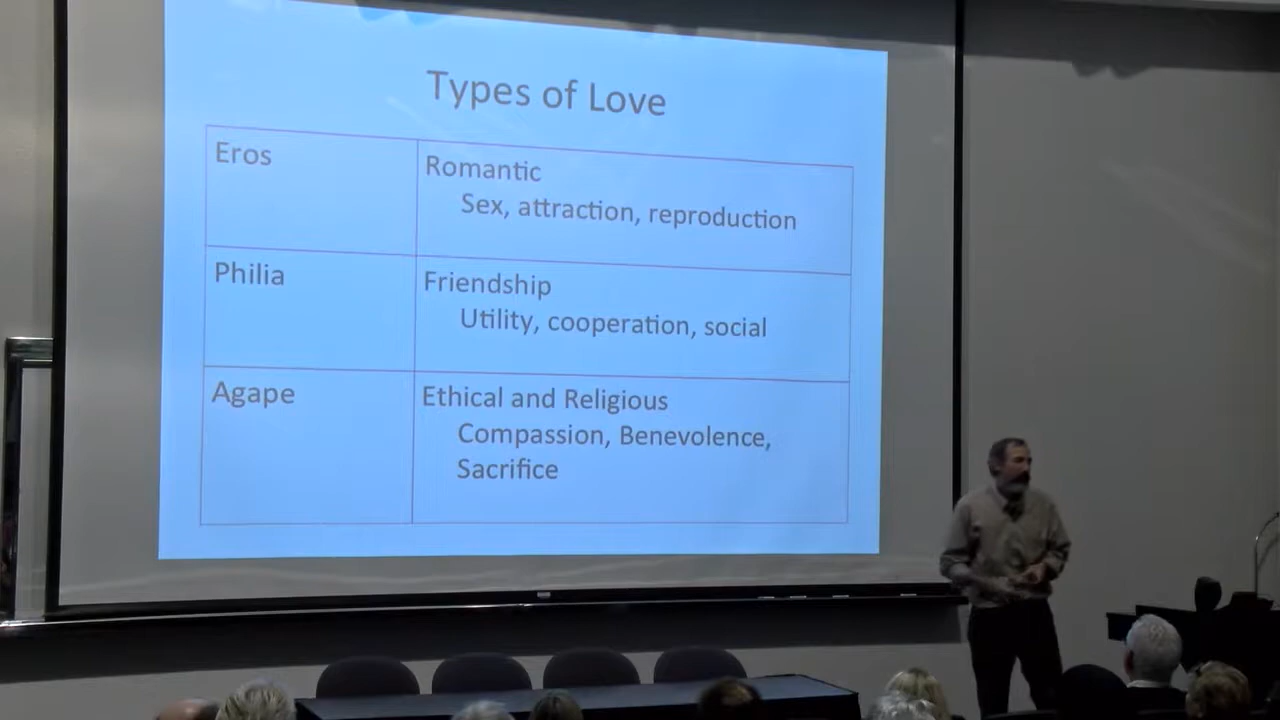 Types of Love
Eros
Romantic
Sex, attraction, reproduction
Philia
Friendship
Utility, cooperation, social
Agape
Ethical and Religious
Compassion, Benevolence,
Sacrifice